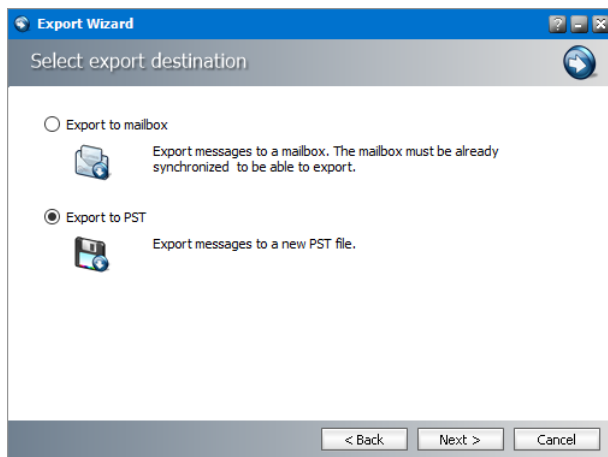 Export Wizard
Select export destination
Export to mailbox
Export messages to a mailbox. The mailbox must be already
synchronized to be able to export.
Export to PST
Export messages to a new PST file.
< Back Next > Cancel